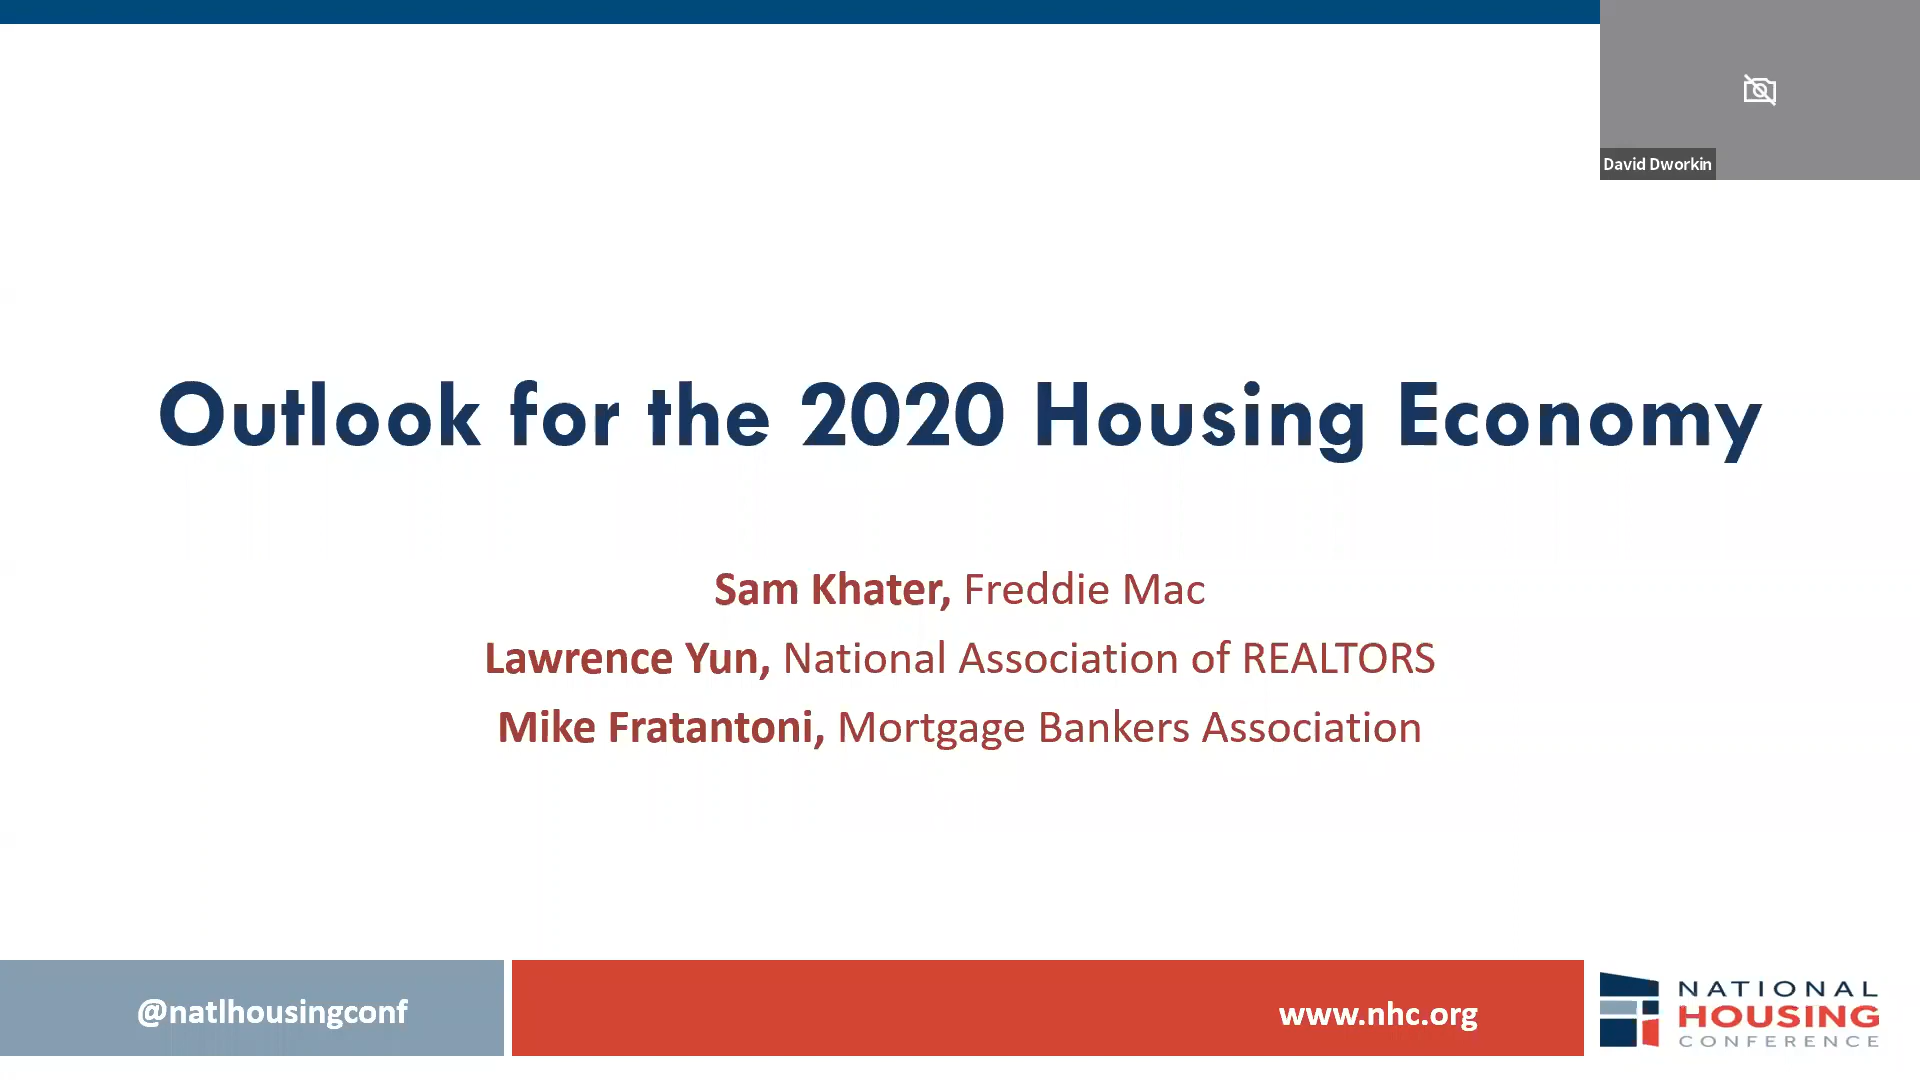 David Dworkin
Outlook for the 2020 Housing Economy
Sam Khater, Freddie Mac
Lawrence Yun, National Association of REALTORS
Mike Fratantoni, Mortgage Bankers Association
@natlhousingconf
www.nhc.org
NATIONAL
HOUSING
CONFERENCE